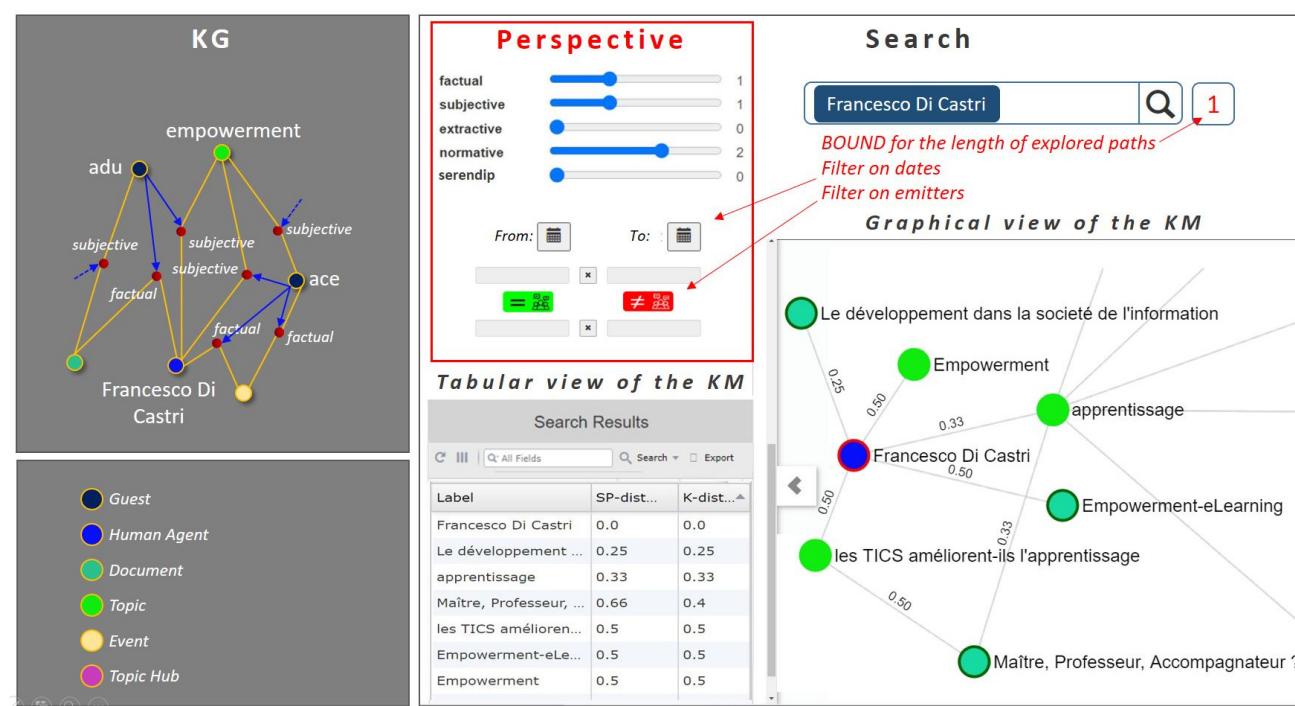 KG
empowerment
adu
subjective
subjective
subjective
subjective
factual
ace
factual
factual
Francesco Di
Castri
Guest
Human Agent
Document
Topic
Event
Topic Hub
Perspective
factual 1
subjective 1
extractive 0
normative 2
serendip 0
From: To: :
= ≠
Tabular view of the KM
Search Results
All Fields Search Export
Label SP-dist... K-dist...
Francesco Di Castri 0.0 0.0
Le développement ... 0.25 0.25
apprentissage 0.33 0.33
Maître, Professeur, ... 0.66 0.4
les TICS amélioren... 0.5 0.5
Empowerment-eLe... 0.5 0.5
Empowerment 0.5 0.5
Search
Francesco Di Castri 1
BOUND for the length of explored paths
Filter on dates
Filter on emitters
Graphical view of the KM
Le développement dans la societé de l'information
Empowerment
0.25
0.50
apprentissage
0.33
Francesco Di Castri
0.50
Empowerment-eLearning
0.50
0.33
les TICS améliorent-ils l'apprentissage
0.50
Maître, Professeur, Accompagnateur ?